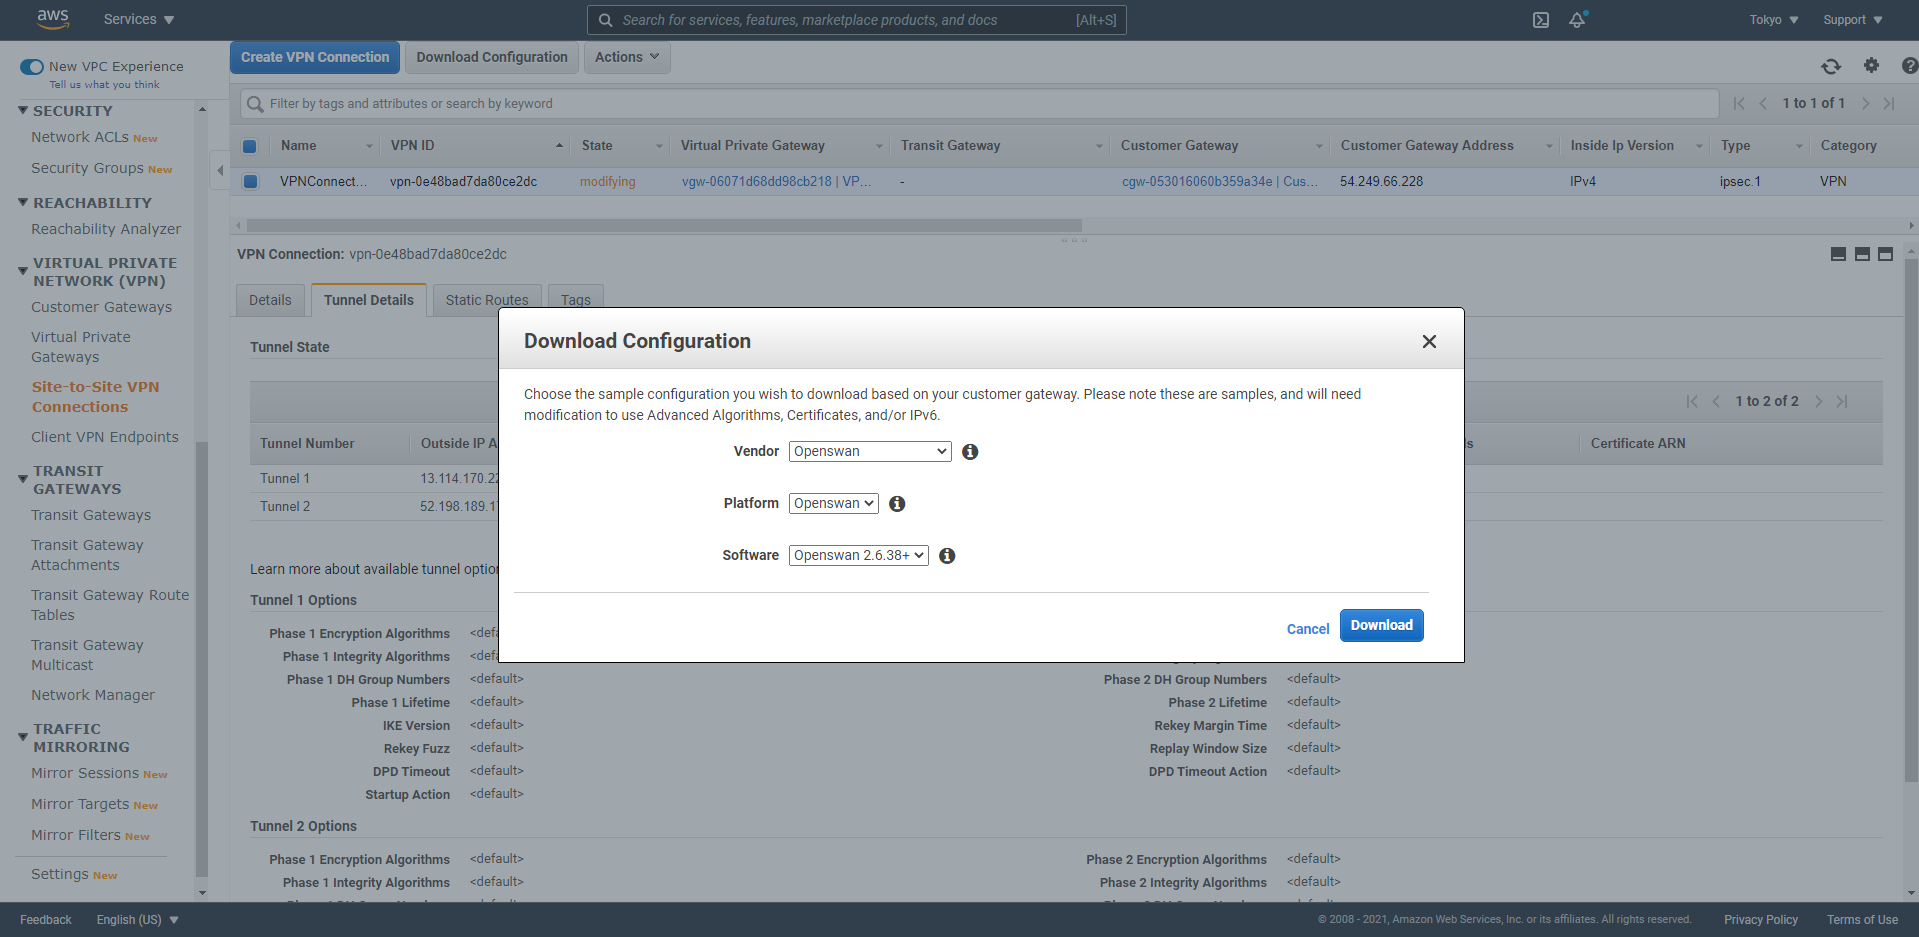 aws
Services
Search for services, features, marketplace products, and docs
[Alt+S]
Tokyo
Support
New VPC Experience
Tell us what you think
SECURITY
Network ACLs New
Security Groups New
REACHABILITY
Reachability Analyzer
VIRTUAL PRIVATE
NETWORK (VPN)
Customer Gateways
Virtual Private
Gateways
Site-to-Site VPN
Connections
Client VPN Endpoints
TRANSIT
GATEWAYS
Transit Gateways
Transit Gateway
Attachments
Transit Gateway Route
Tables
Transit Gateway
Multicast
Network Manager
TRAFFIC
MIRRORING
Mirror Sessions New
Mirror Targets New
Mirror Filters New
Settings New
Create VPN Connection
Download Configuration
Actions
Filter by tags and attributes or search by keyword
1 to 1 of 1
Name VPN ID State Virtual Private Gateway Transit Gateway Customer Gateway Customer Gateway Address Inside Ip Version Type Category
VPNConnect... vpn-0e48bad7da80ce2dc modifying vgw-06071d68dd98cb218 | VP... - cgw-053016060b359a34e | Cus... 54.249.66.228 IPv4 ipsec.1 VPN
VPN Connection: vpn-0e48bad7da80ce2dc
Details
Tunnel Details
Static Routes
Tags
Tunnel State
1 to 2 of 2
Tunnel Number Outside IP A Certificate ARN
Tunnel 1 13.114.170.22
Tunnel 2 52.198.189.1
Learn more about available tunnel option
Tunnel 1 Options
Phase 1 Encryption Algorithms <defa
Phase 1 Integrity Algorithms <defa
Phase 1 DH Group Numbers <default> Phase 2 DH Group Numbers <default>
Phase 1 Lifetime <default> Phase 2 Lifetime <default>
IKE Version <default> Rekey Margin Time <default>
Rekey Fuzz <default> Replay Window Size <default>
DPD Timeout <default> DPD Timeout Action <default>
Startup Action <default>
Tunnel 2 Options
Phase 1 Encryption Algorithms <default> Phase 2 Encryption Algorithms <default>
Phase 1 Integrity Algorithms <default> Phase 2 Integrity Algorithms <default>
Download Configuration
Choose the sample configuration you wish to download based on your customer gateway. Please note these are samples, and will need
modification to use Advanced Algorithms, Certificates, and/or IPv6.
Vendor Openswan
Platform Openswan
Software Openswan 2.6.38+
Cancel
Download
Feedback
English (US)
© 2008 - 2021, Amazon Web Services, Inc. or its affiliates. All rights reserved.
Privacy Policy
Terms of Use